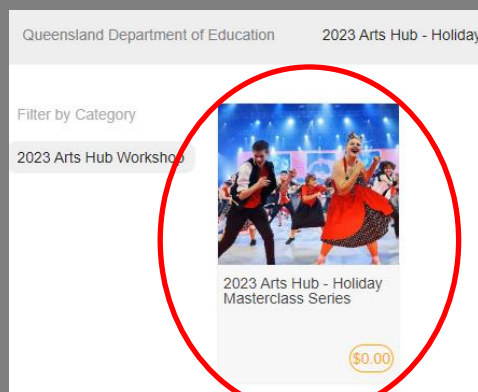 Queensland Department of Education 2023 Arts Hub - Holiday
Filter by Category
2023 Arts Hub Workshop
2023 Arts Hub - Holiday
Masterclass Series
($0.00)